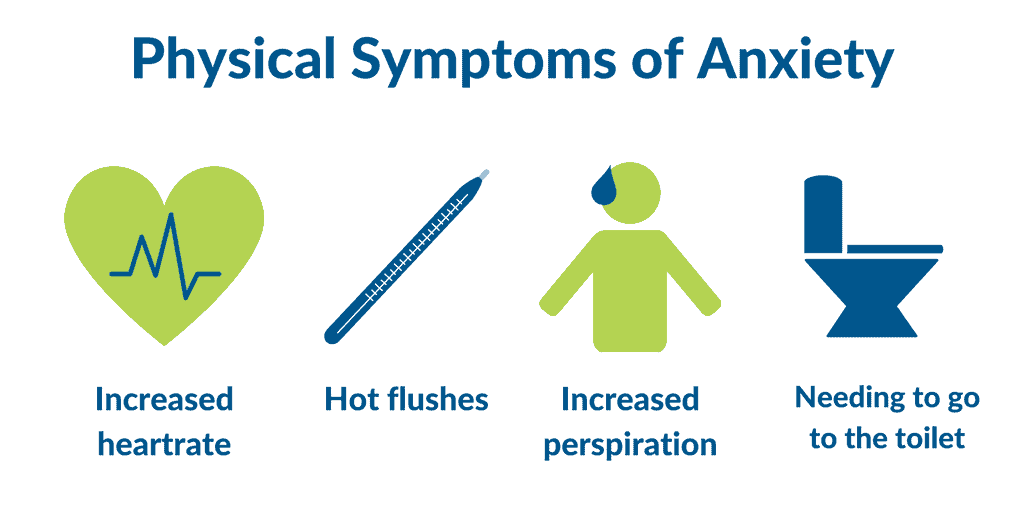 Physical Symptoms of Anxiety
Increased
heartrate
Hot flushes
Increased
perspiration
Needing to go
to the toilet